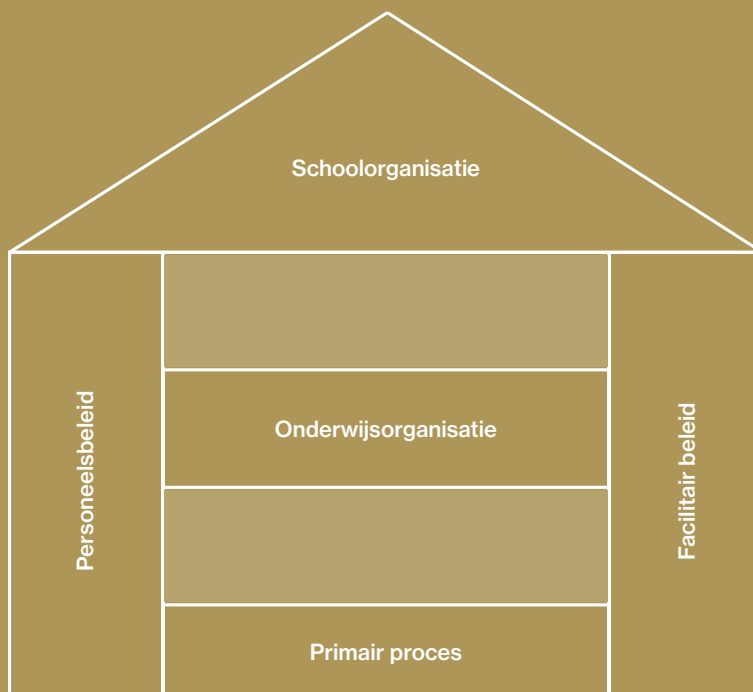 Schoolorganisatie
Personeelsbeleid
Onderwijsorganisatie
Facilitair beleid
Primair proces